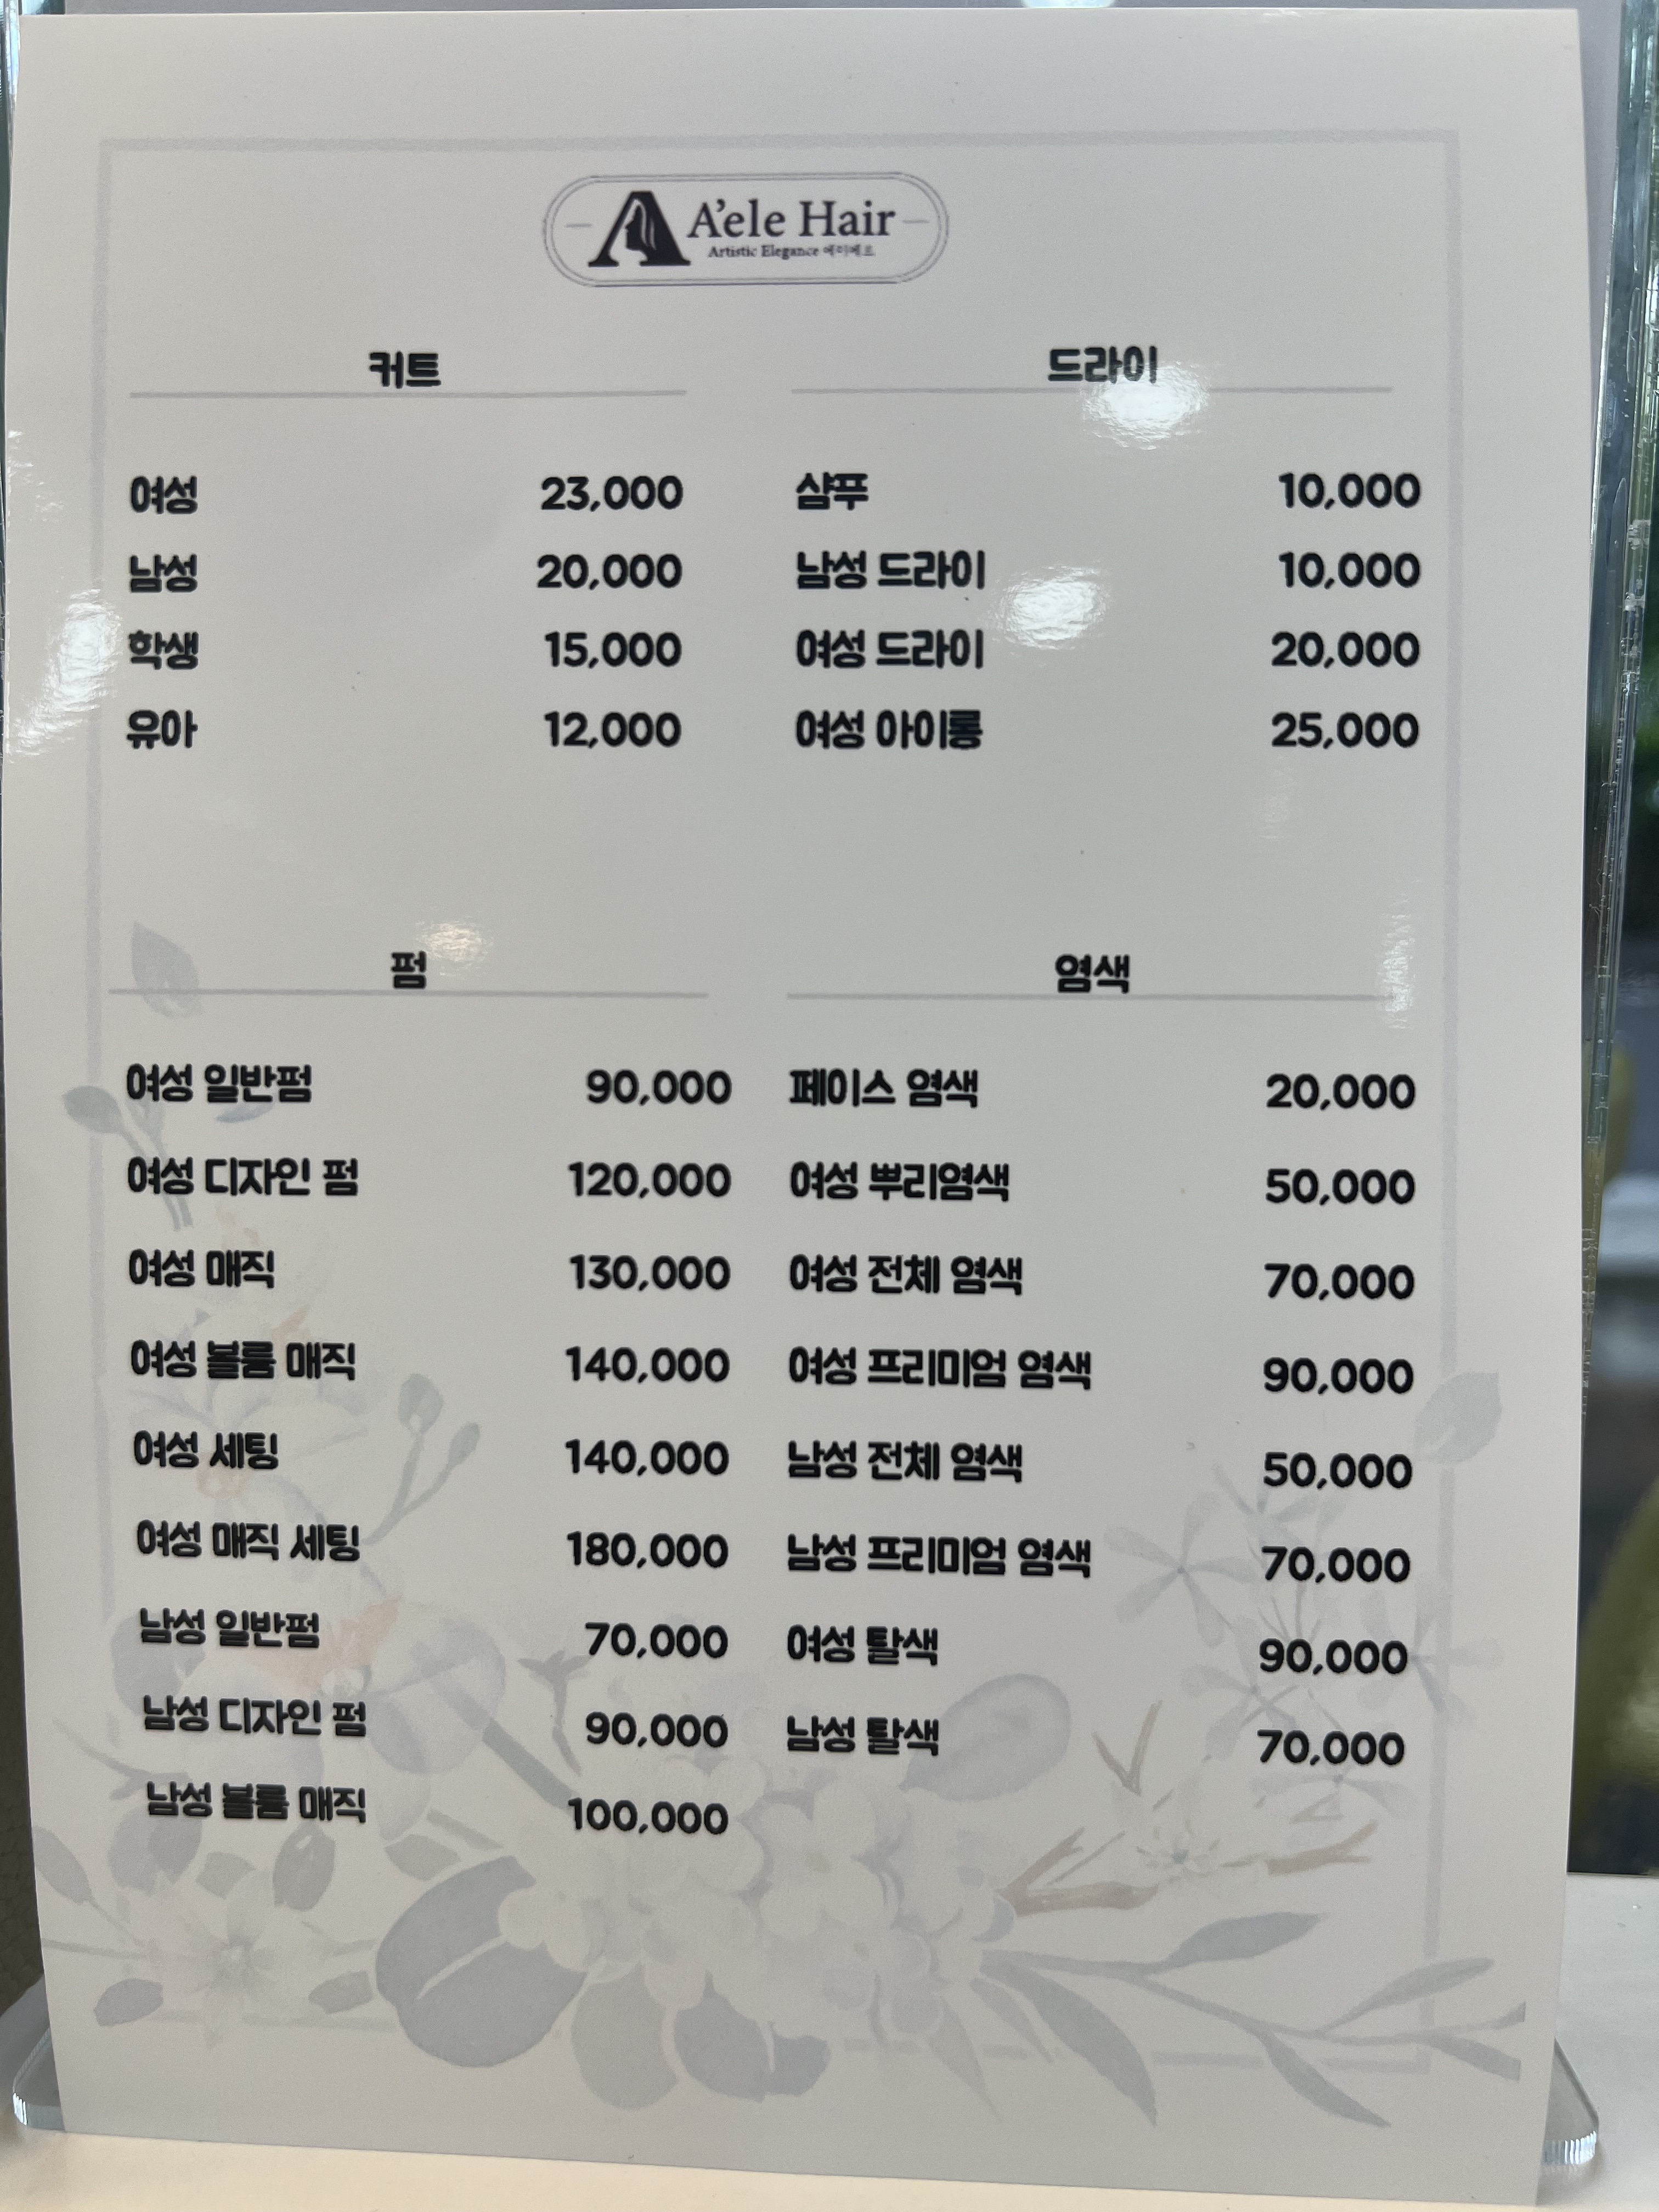 A'ele Hair
Artistic Elegance 에이에르
커트
여성 23,000
남성 20,000
학생 15,000
유아 12,000
드라이
샴푸 10,000
남성 드라이 10,000
여성 드라이 20,000
여성 아이롱 25,000
펌
여성 일반펌 90,000
여성 디자인 펌 120,000
여성 매직 130,000
여성 볼륨 매직 140,000
여성 세팅 140,000
여성 매직 세팅 180,000
남성 일반펌 70,000
남성 디자인 펌 90,000
남성 볼륨 매직 100,000
염색
페이스 염색 20,000
여성 뿌리염색 50,000
여성 전체 염색 70,000
여성 프리미엄 염색 90,000
남성 전체 염색 50,000
남성 프리미엄 염색 70,000
여성 탈색 90,000
남성 탈색 70,000